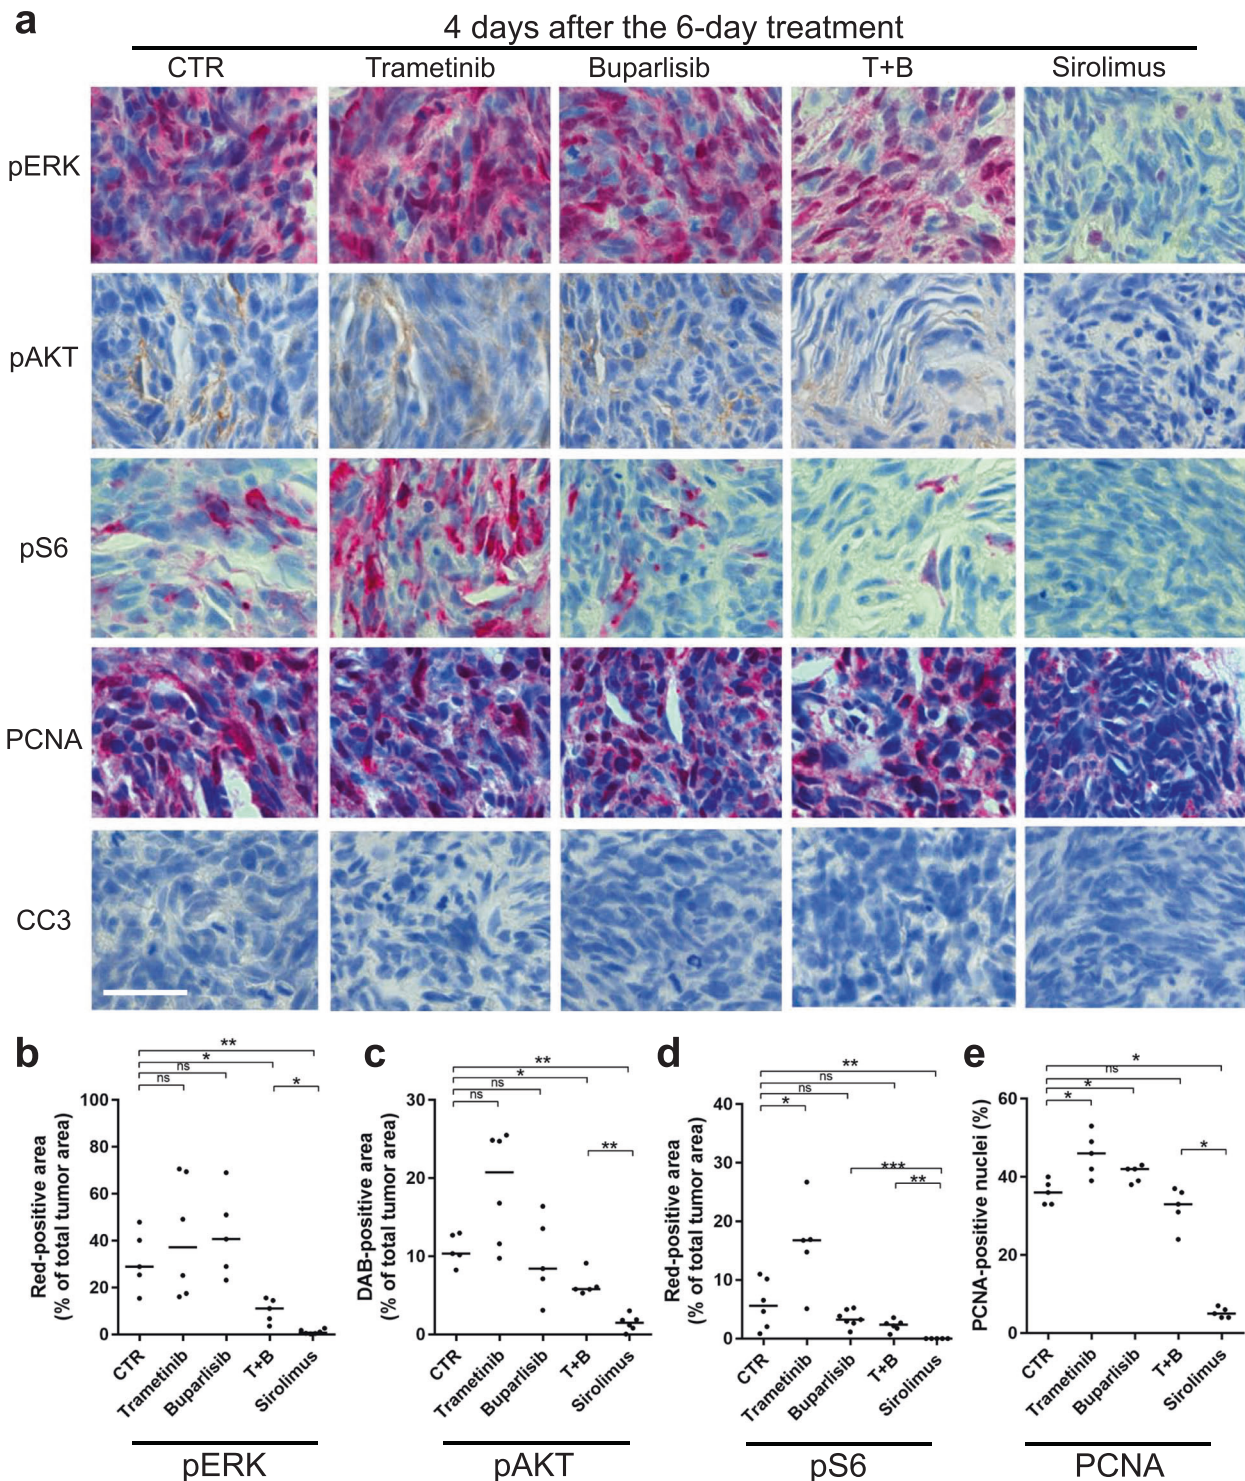 a
4 days after the 6-day treatment
CTR Trametinib Buparlisib T+B Sirolimus
pERK
pAKT
pS6
PCNA
CC3
b
**
*
ns
ns
*
Red-positive area
(% of total tumor area)
100
80
60
40
20
0
CTR
Trametinib
Buparlisib
T+B
Sirolimus
pERK
c
**
*
ns
ns
**
DAB-positive area
(% of total tumor area)
30
20
10
0
CTR
Trametinib
Buparlisib
T+B
Sirolimus
pAKT
d
**
ns
ns
*
***
**
Red-positive area
(% of total tumor area)
40
30
20
10
0
CTR
Trametinib
Buparlisib
T+B
Sirolimus
pS6
e
*
ns
*
*
*
PCNA-positive nuclei (%)
60
40
20
0
CTR
Trametinib
Buparlisib
T+B
Sirolimus
PCNA